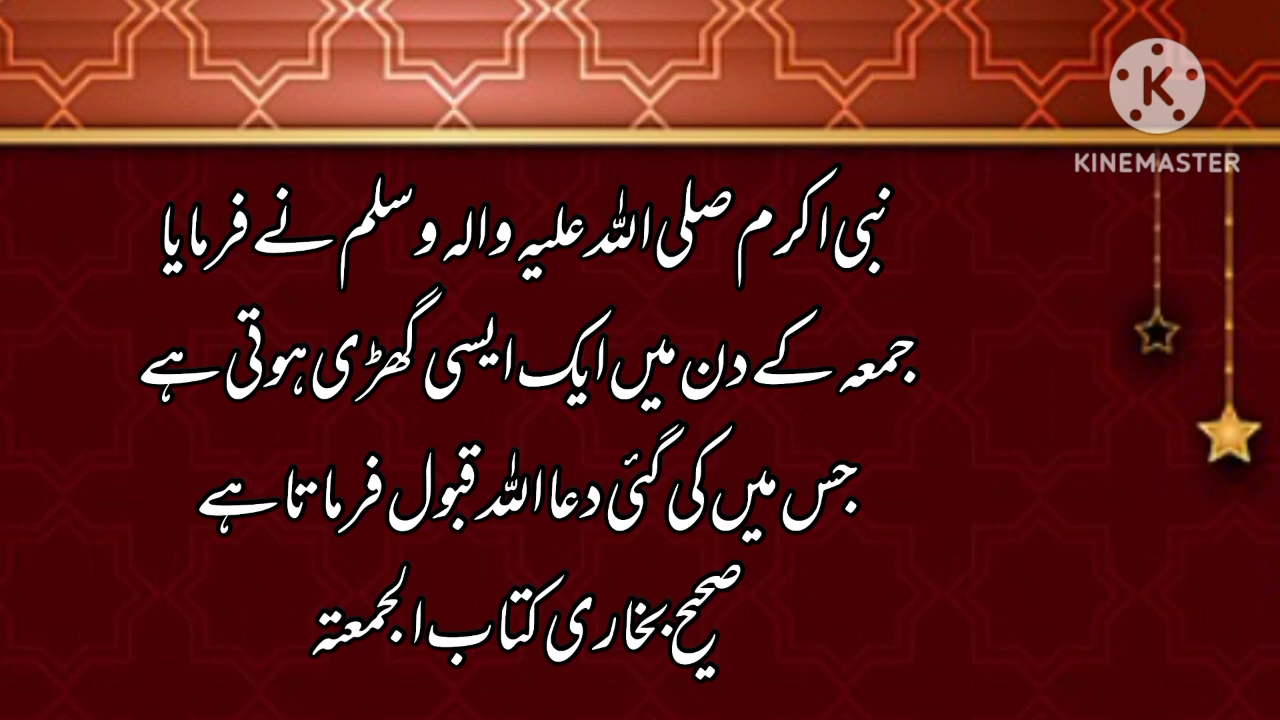 KINEMASTER
نبی اکرم صلی اللہ علیہ والہ وسلم نے فرمایا
جمعہ کے دن میں ایک ایسی گھڑی ہوتی ہے
جس میں کی گئی دعا اللہ قبول فرماتا ہے
صحیح بخاری کتاب الجمعتہ